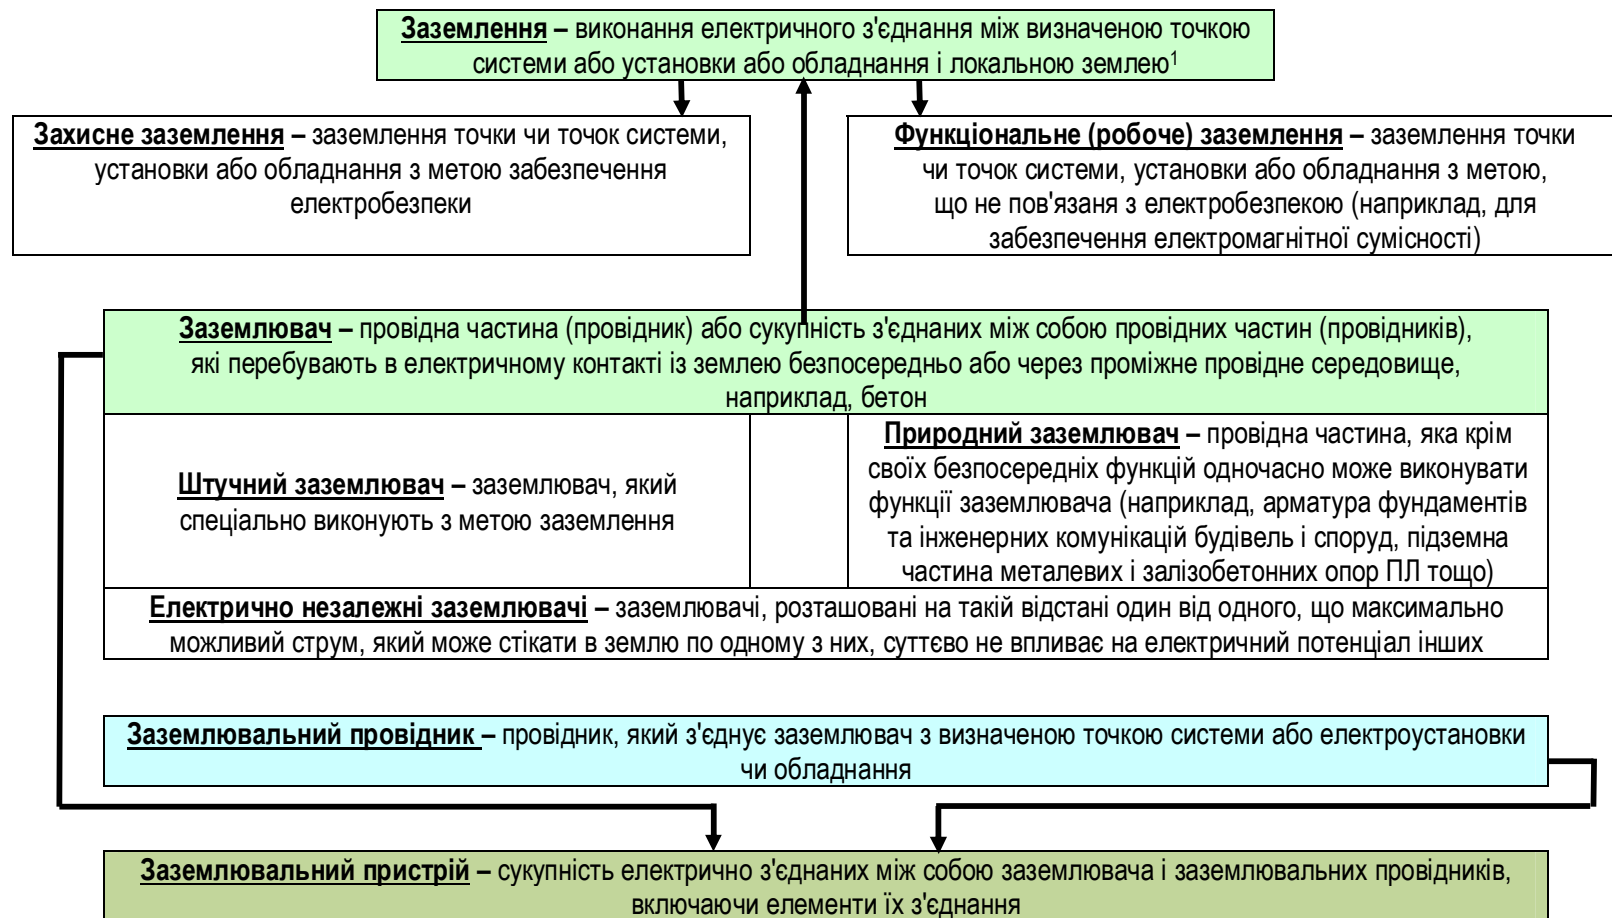 Заземлення – виконання електричного з'єднання між визначеною точкою
системи або установки або обладнання і локальною землею¹
Захисне заземлення – заземлення точки чи точок системи,
установки або обладнання з метою забезпечення
електробезпеки
Функціональне (робоче) заземлення – заземлення точки
чи точок системи, установки або обладнання з метою,
що не пов'язаня з електробезпекою (наприклад, для
забезпечення електромагнітної сумісності)
Заземлювач – провідна частина (провідник) або сукупність з'єднаних між собою провідних частин (провідників),
які перебувають в електричному контакті із землею безпосередньо або через проміжне провідне середовище,
наприклад, бетон
Штучний заземлювач – заземлювач, який
спеціально виконують з метою заземлення
Природний заземлювач – провідна частина, яка крім
своїх безпосередніх функцій одночасно може виконувати
функції заземлювача (наприклад, арматура фундаментів
та інженерних комунікацій будівель і споруд, підземна
частина металевих і залізобетонних опор ПЛ тощо)
Електрично незалежні заземлювачі – заземлювачі, розташовані на такій відстані один від одного, що максимально
можливий струм, який може стікати в землю по одному з них, суттєво не впливає на електричний потенціал інших
Заземлювальний провідник – провідник, який з'єднує заземлювач з визначеною точкою системи або електроустановки
чи обладнання
Заземлювальний пристрій – сукупність електрично з'єднаних між собою заземлювача і заземлювальних провідників,
включаючи елементи їх з'єднання